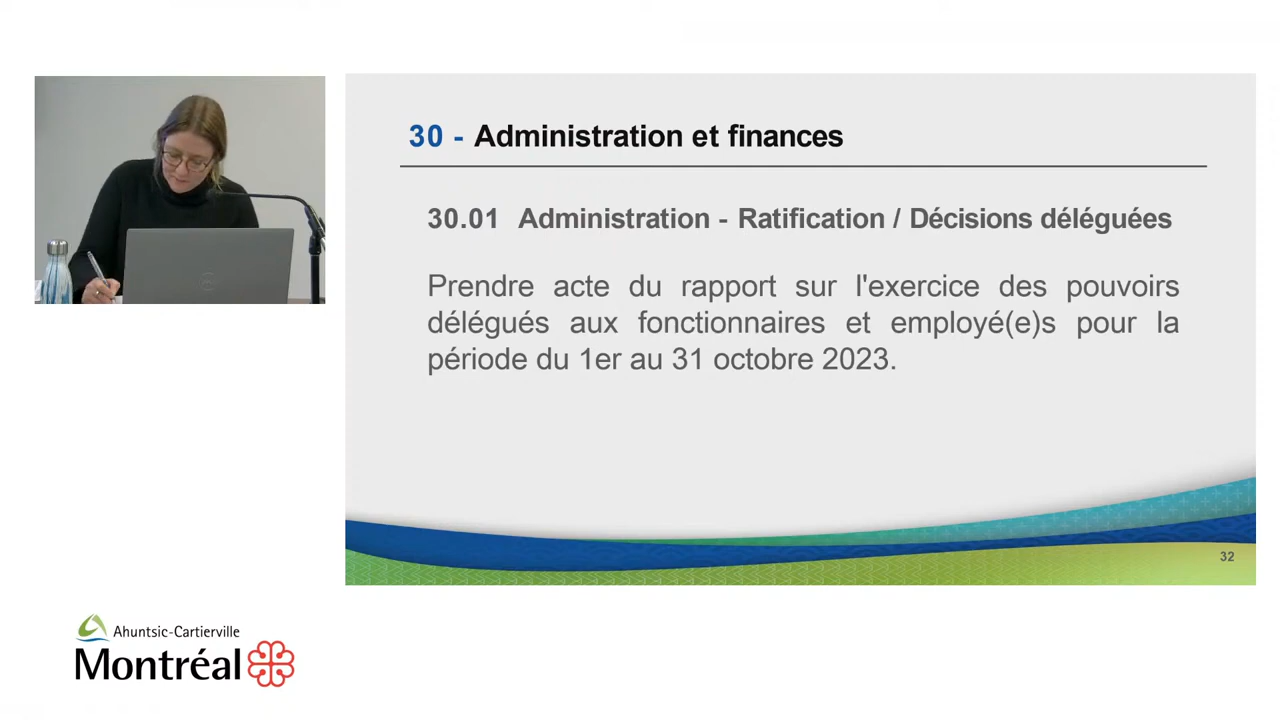 30 - Administration et finances
30.01 Administration - Ratification / Décisions déléguées
Prendre acte du rapport sur l'exercice des pouvoirs
délégués aux fonctionnaires et employé(e)s pour la
période du 1er au 31 octobre 2023.
32
Ahuntsic-Cartierville
Montréal